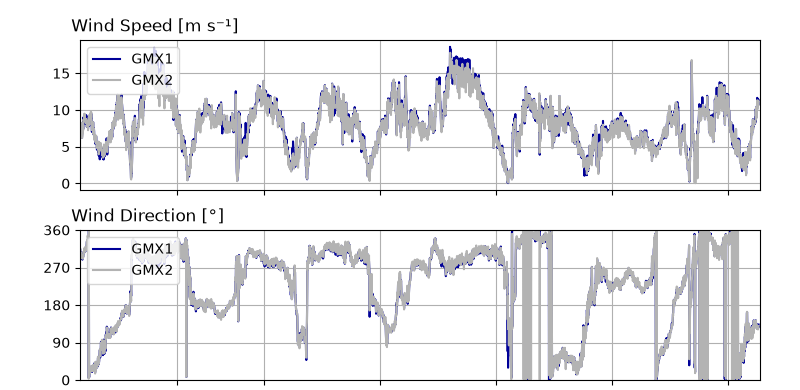 Wind Speed [m s⁻¹]
GMX1
GMX2
15
10
5
0
Wind Direction [°]
360
GMX1
GMX2
270
180
90
0